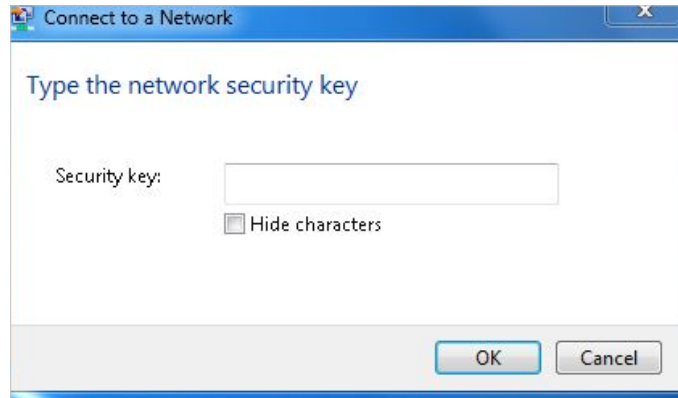 Connect to a Network
X
Type the network security key
Security key:
Hide characters
OK Cancel